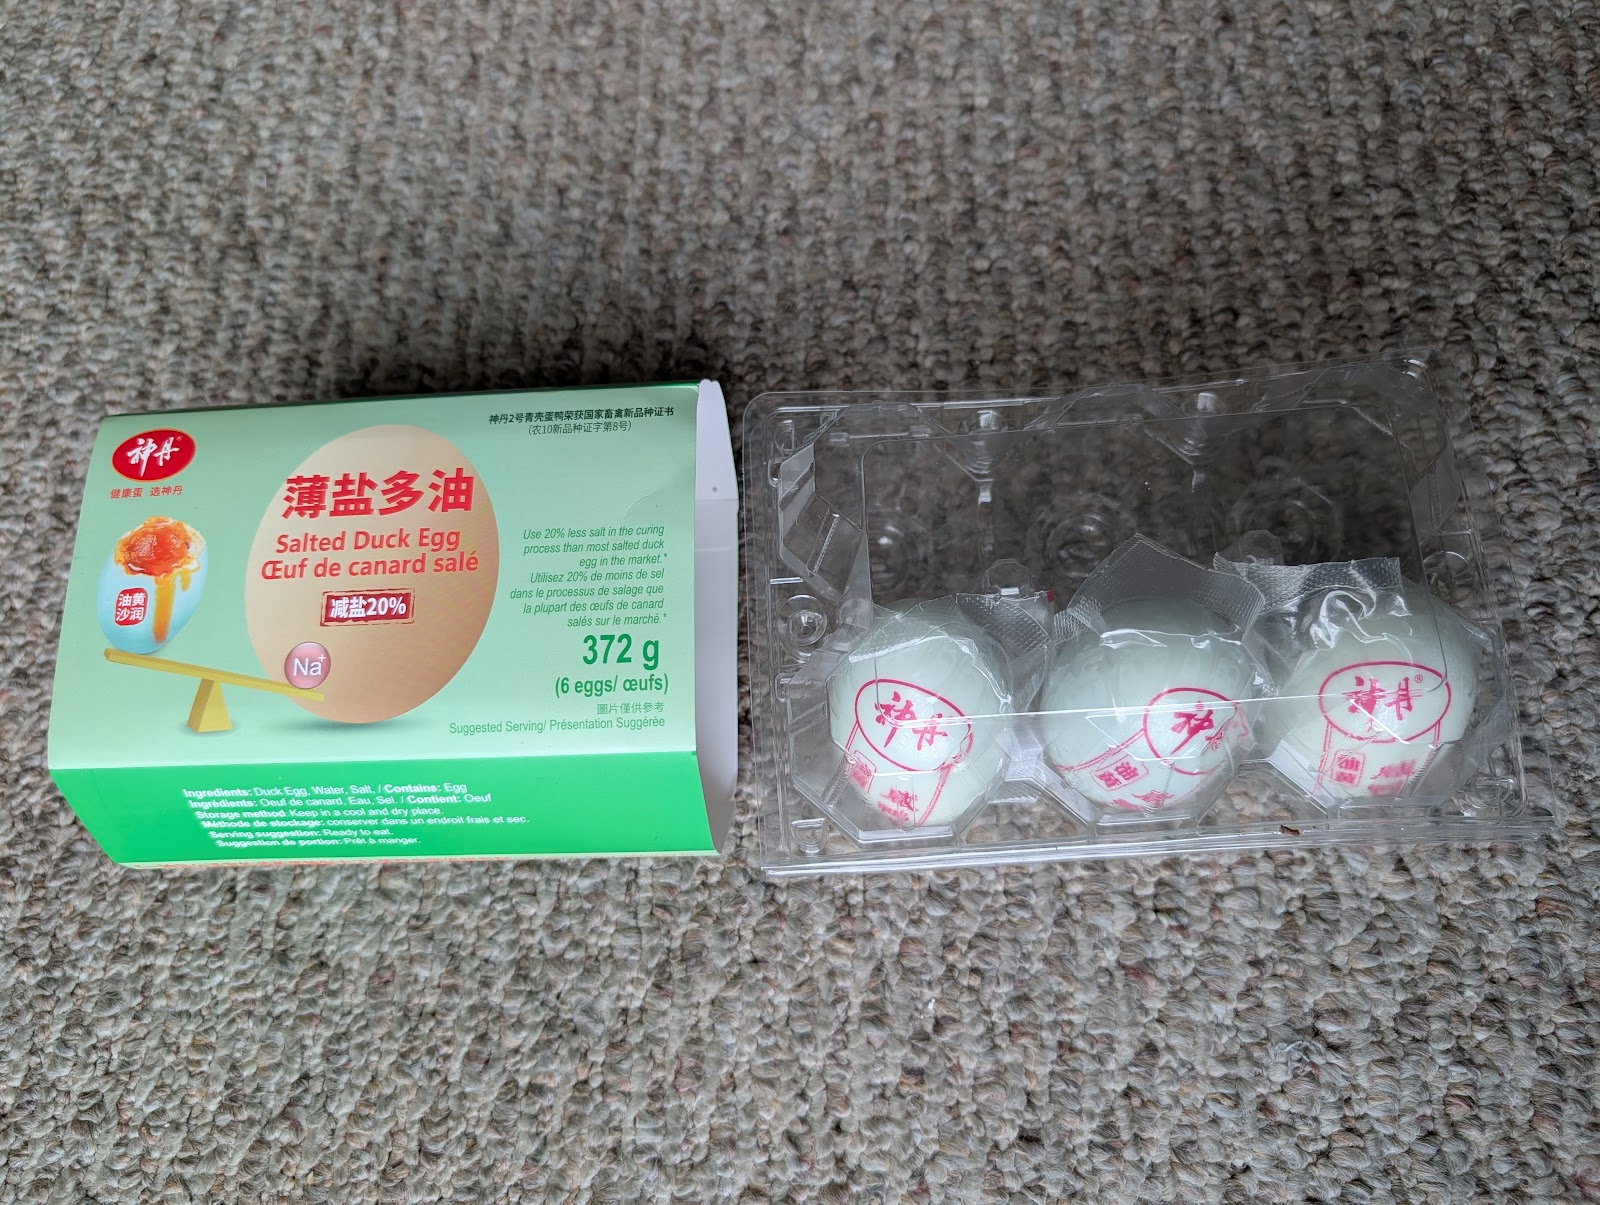 神丹®
健康蛋 选神丹
神丹2号青壳蛋鸭荣获国家畜禽新品种证书
(农10新品种证字第8号)
薄盐多油
Salted Duck Egg
Œuf de canard salé
减盐20%
油黄
沙润
Na+
Use 20% less salt in the curing
process than most salted duck
egg in the market.*
Utilisez 20% de moins de sel
dans le processus de salage que
la plupart des œufs de canard
salés sur le marché.*
372 g
(6 eggs/ œufs)
圖片僅供參考
Suggested Serving/ Présentation Suggérée
Ingredients: Duck Egg, Water, Salt, / Contains: Egg
Ingrédients: Oeuf de canard, Eau, Sel. / Contient: Oeuf
Storage method: Keep in a cool and dry place.
Méthode de stockage: conserver dans un endroit frais et sec.
Serving suggestion: Ready to eat.
Suggestion de portion: Prêt à manger.
神丹
神丹
神丹®